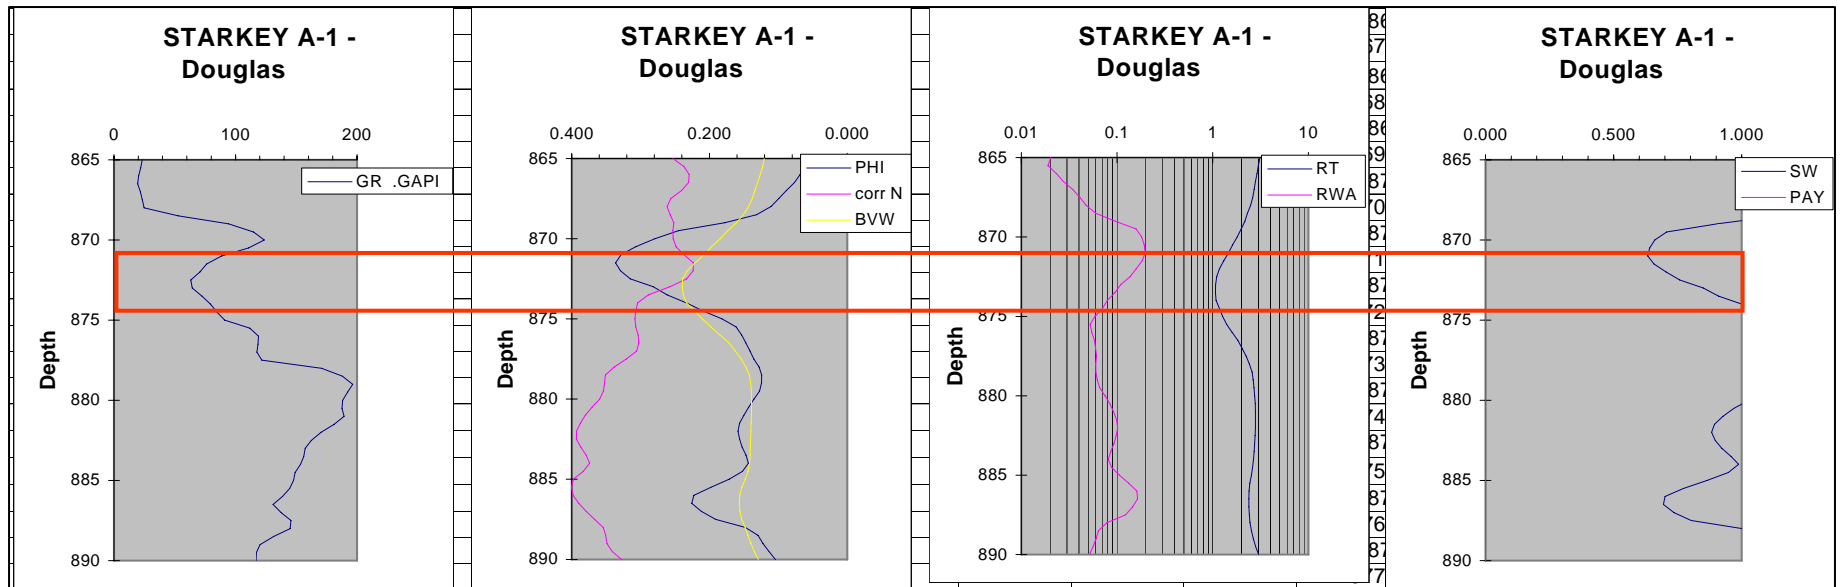 STARKEY A-1 -
Douglas
0 100 200
865
870
875
880
885
890
Depth
GR .GAPI
STARKEY A-1 -
Douglas
0.400 0.200 0.000
865
870
875
880
885
890
Depth
PHI
corr N
BVW
STARKEY A-1 -
Douglas
0.01 0.1 1 10
865
870
875
880
885
890
Depth
RT
RWA
STARKEY A-1 -
Douglas
0.000 0.500 1.000
865
870
875
880
885
890
Depth
SW
PAY